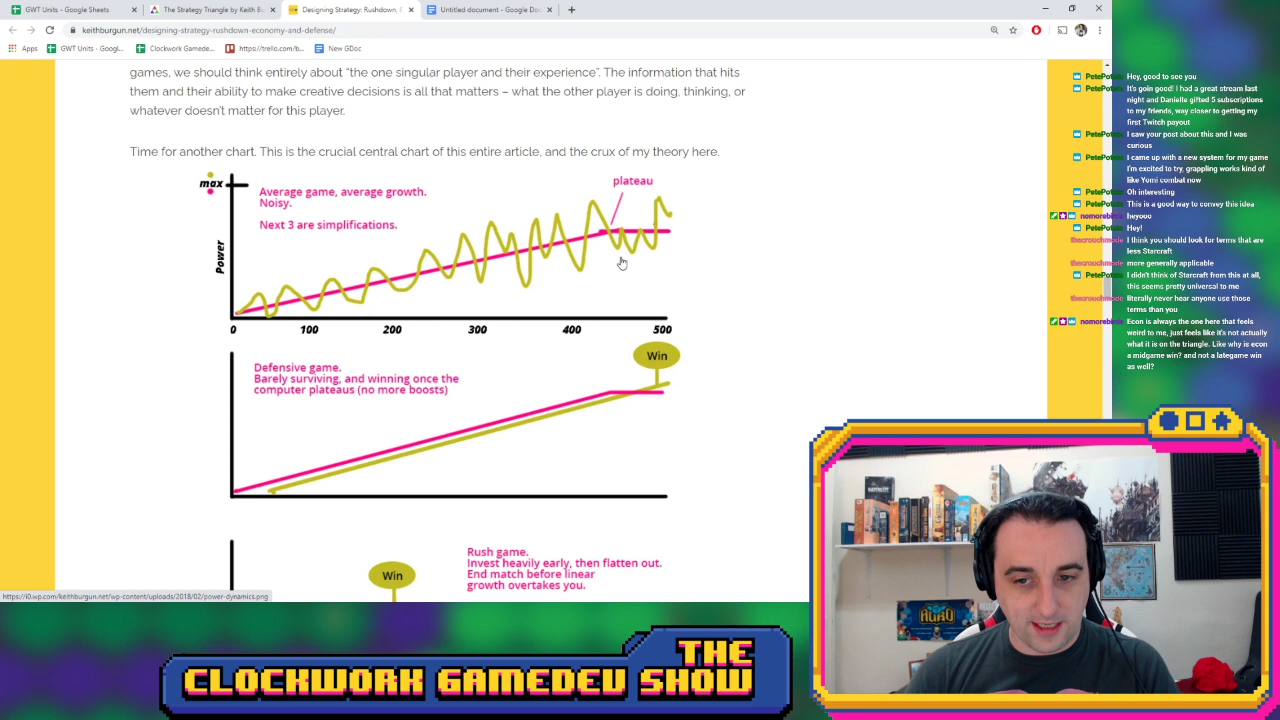 GWT Units - Google Sheets
The Strategy Triangle by Keith Bu
Designing Strategy: Rushdown, E
Untitled document - Google Doc
keithburgun.net/designing-strategy-rushdown-economy-and-defense/
Apps
GWT Units - Googl...
Clockwork Gamede...
https://trello.com/b...
New GDoc
games, we should think entirely about “the one singular player and their experience”. The information that hits
them and their ability to make creative decisions is all that matters – what the other player is doing, thinking, or
whatever doesn’t matter for this player.
Time for another chart. This is the crucial central chart of this entire article, and the crux of my theory here.
max
Average game, average growth.
Noisy.
Next 3 are simplifications.
plateau
Power
0 100 200 300 400 500
Defensive game.
Barely surviving, and winning once the
computer plateaus (no more boosts)
Win
Rush game.
Invest heavily early, then flatten out.
End match before linear
growth overtakes you.
Win
https://i0.wp.com/keithburgun.net/wp-content/uploads/2018/02/power-dynamics.png
PetePot Hey, good to see you
PetePot It's goin good! I had a great stream last
night and Danielle gifted 5 subscriptions
to my friends, way closer to getting my
first Twitch payout
PetePot I saw your post about this and I was
curious
PetePot I came up with a new system for my game
I'm excited to try, grappling works kind of
like Yomi combat now
PetePot Oh interesting
PetePot This is a good way to convey this idea
nomorebir heyooo
PetePot Hey!
thecrouchmode I think you should look for terms that are
less Starcraft
thecrouchmode more generally applicable
PetePot I didn't think of Starcraft from this at all,
this seems pretty universal to me
thecrouchmode literally never hear anyone use those
terms than you
nomorebir Econ is always the one here that feels
weird to me, just feels like it's not actually
what it is on the triangle. Like why is econ
a midgame win? and not a lategame win
as well?
AURO
THE
CLOCKWORK GAMEDEV SHOW